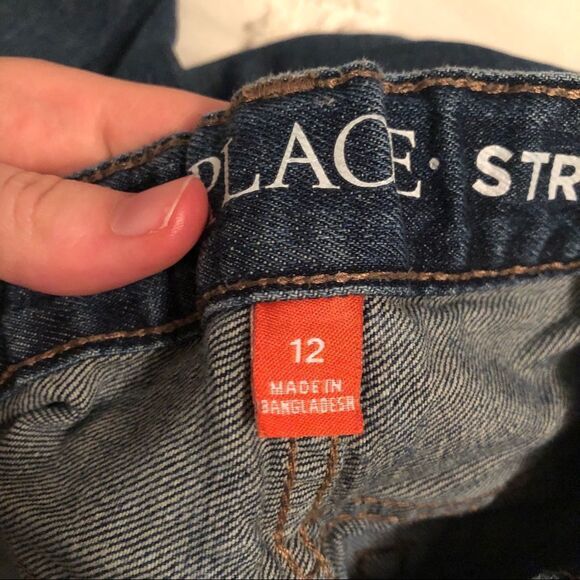 PLACE · STR
12
MADE IN
BANGLADESH